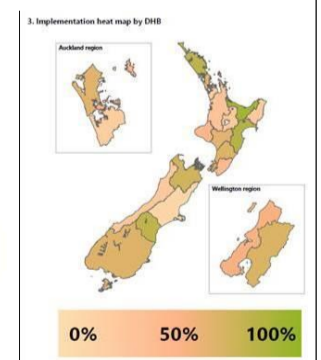 3. Implementation heat map by DHB
Auckland region
Wellington region
0% 50% 100%